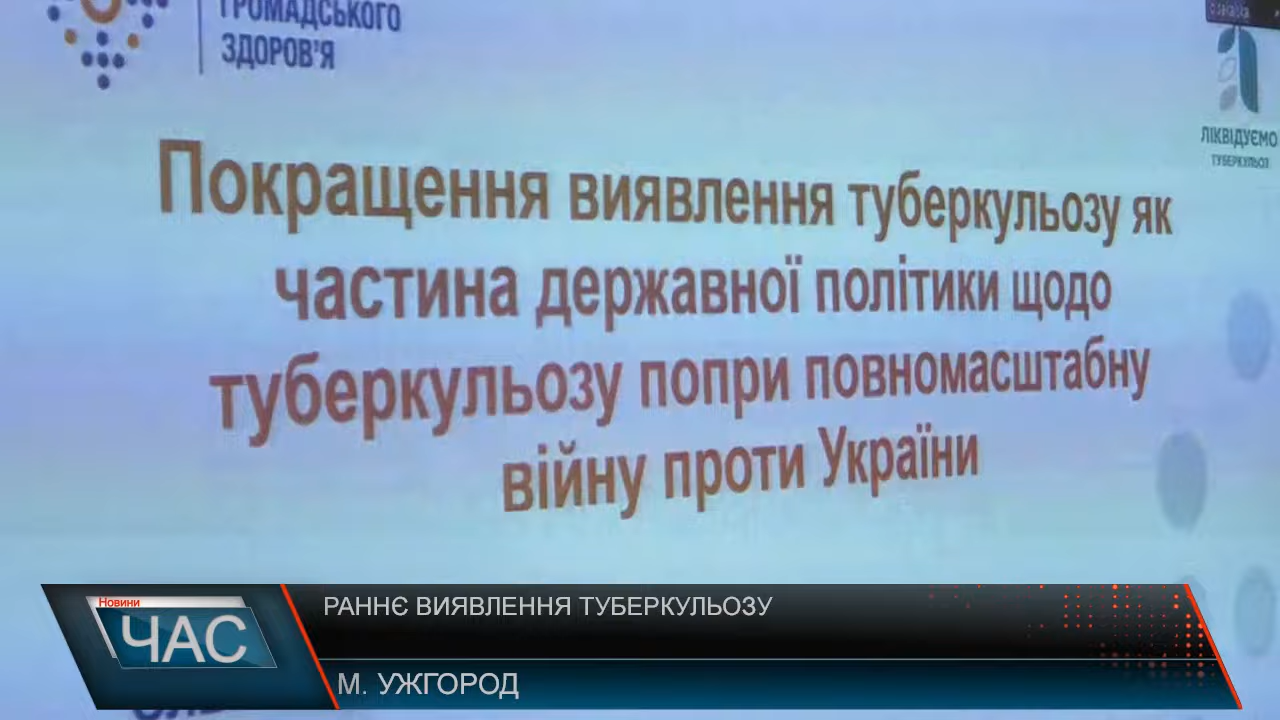 ГРОМАДСЬКОГО
ЗДОРОВ'Я
ЛІКВІДУЄМО
ТУБЕРКУЛЬОЗ
Покращення виявлення туберкульозу як
частина державної політики щодо
туберкульозу попри повномасштабну
війну проти України
Новини
ЧАС
РАННЄ ВИЯВЛЕННЯ ТУБЕРКУЛЬОЗУ
М. УЖГОРОД